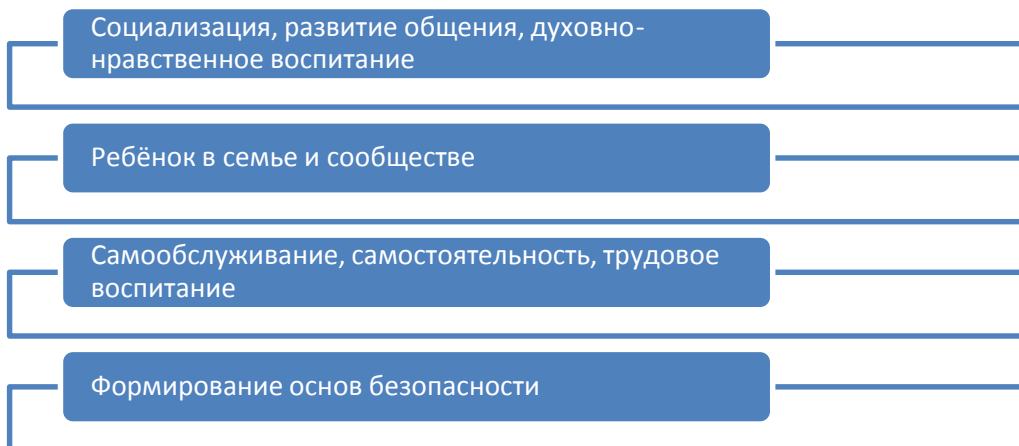 Социализация, развитие общения, духовно-
нравственное воспитание
Ребёнок в семье и сообществе
Самообслуживание, самостоятельность, трудовое
воспитание
Формирование основ безопасности